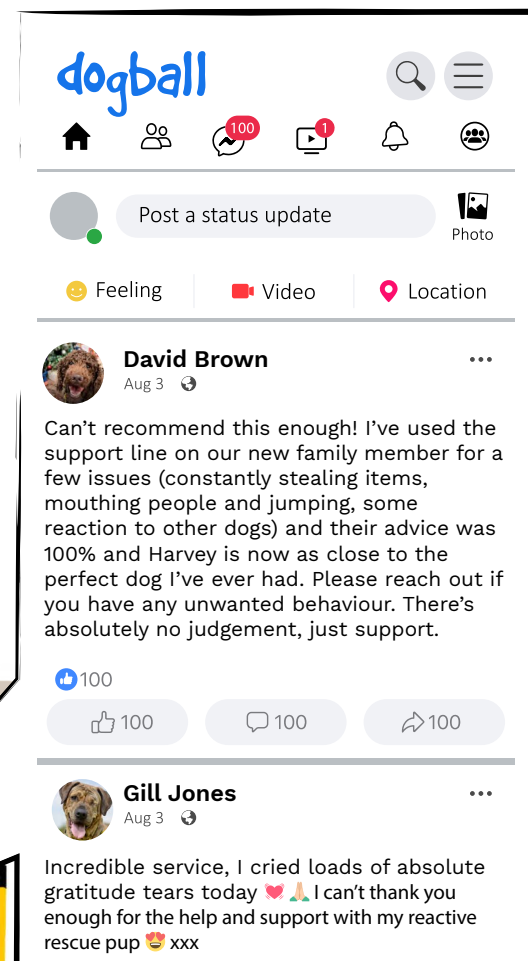 dogball
100
1
Post a status update
Photo
Feeling
Video
Location
David Brown
Aug 3
Can’t recommend this enough! I’ve used the
support line on our new family member for a
few issues (constantly stealing items,
mouthing people and jumping, some
reaction to other dogs) and their advice was
100% and Harvey is now as close to the
perfect dog I’ve ever had. Please reach out if
you have any unwanted behaviour. There’s
absolutely no judgement, just support.
100
100
100
100
Gill Jones
Aug 3
Incredible service, I cried loads of absolute
gratitude tears today 💓 🙏🏻 I can’t thank you
enough for the help and support with my reactive
rescue pup 😍 xxx